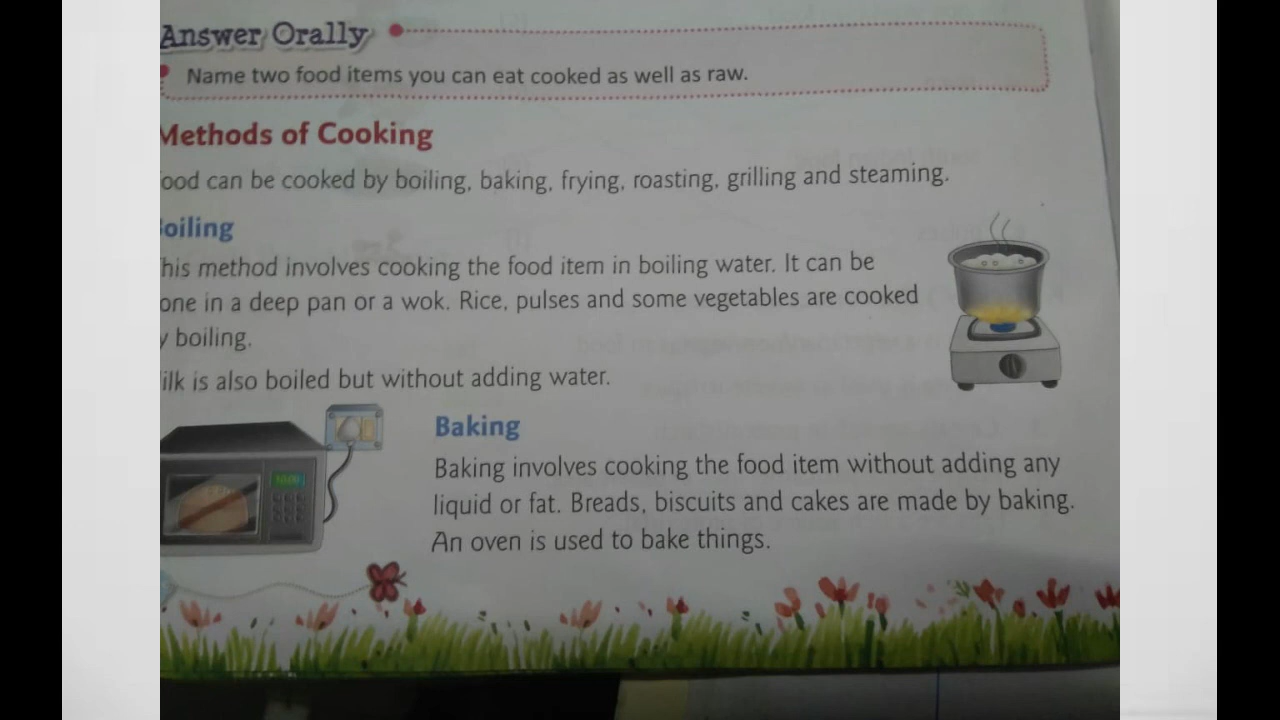 Answer Orally
Name two food items you can eat cooked as well as raw.
Methods of Cooking
ood can be cooked by boiling, baking, frying, roasting, grilling and steaming.
oiling
his method involves cooking the food item in boiling water. It can be
one in a deep pan or a wok. Rice, pulses and some vegetables are cooked
y boiling.
ilk is also boiled but without adding water.
Baking
Baking involves cooking the food item without adding any
liquid or fat. Breads, biscuits and cakes are made by baking.
An oven is used to bake things.